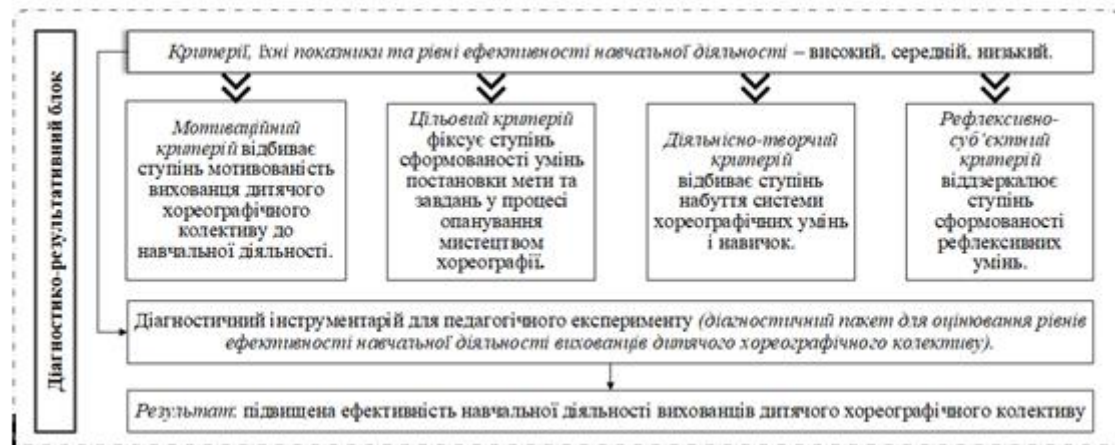 Діагностико-результативний блок
Критерії, їхні показники та рівні ефективності навчальної діяльності – високий, середній, низький.
Мотиваційний
критерій відбиває
ступінь мотивованість
вихованця дитячого
хореографічного
колективу до
навчальної діяльності.
Цільовий критерій
фіксує ступінь
сформованості умінь
постановки мети та
завдань у процесі
опанування
мистецтвом
хореографії.
Діяльнісно-творчий
критерій
відбиває ступінь
набуття системи
хореографічних умінь
і навичок.
Рефлексивно-
суб’єктний
критерій
віддзеркалює
ступінь
сформованості
рефлексивних
умінь.
Діагностичний інструментарій для педагогічного експерименту (діагностичний пакет для оцінювання рівнів
ефективності навчальної діяльності вихованців дитячого хореографічного колективу).
Результат: підвищена ефективність навчальної діяльності вихованців дитячого хореографічного колективу